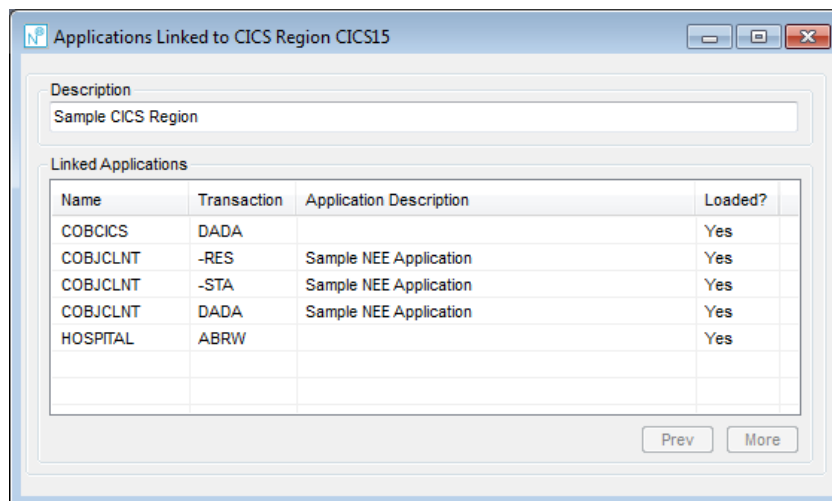 Applications Linked to CICS Region CICS15
Description
Sample CICS Region
Linked Applications
Name Transaction Application Description Loaded?
COBCICS DADA Yes
COBJCLNT -RES Sample NEE Application Yes
COBJCLNT -STA Sample NEE Application Yes
COBJCLNT DADA Sample NEE Application Yes
HOSPITAL ABRW Yes
Prev More